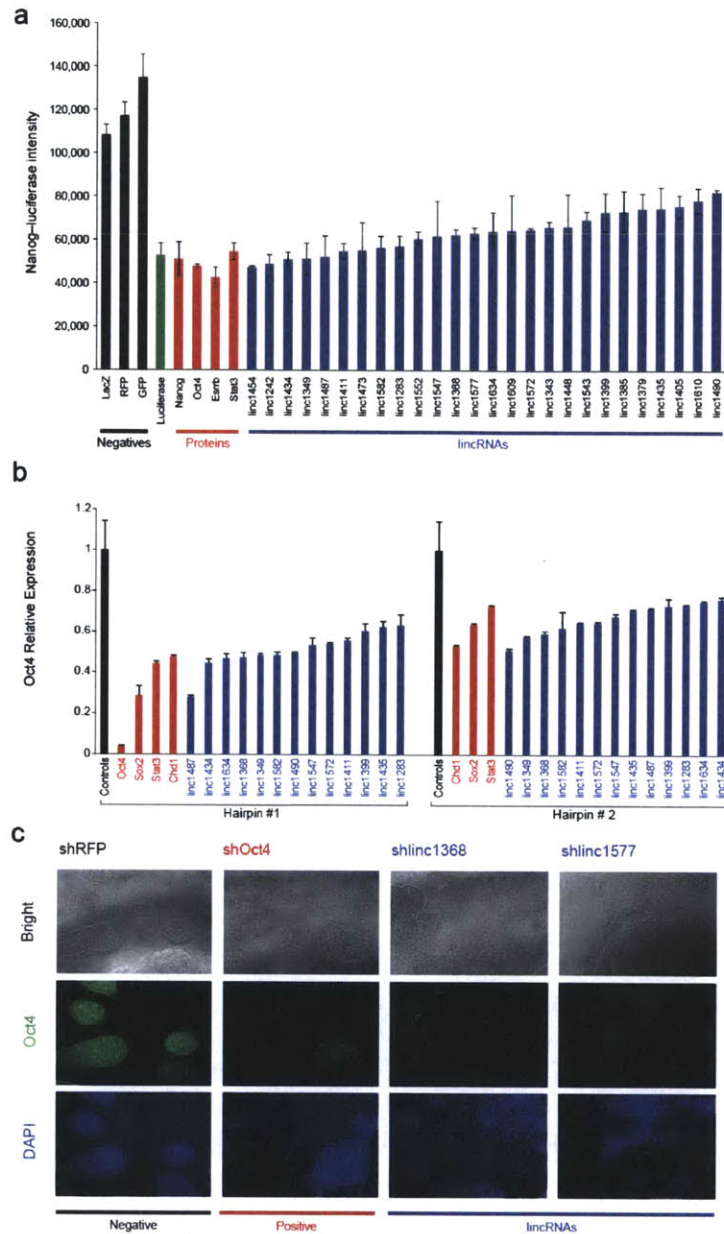 a
160,000
140,000
120,000
100,000
80,000
60,000
40,000
20,000
0
Nanog–luciferase intensity
LacZ
RFP
GFP
Luciferase
Nanog
Oct4
Esrrb
Stat3
linc1454
linc1242
linc1434
linc1349
linc1487
linc1411
linc1473
linc1582
linc1283
linc1552
linc1547
linc1368
linc1577
linc1634
linc1609
linc1572
linc1343
linc1448
linc1543
linc1399
linc1385
linc1379
linc1435
linc1405
linc1610
linc1490
Negatives
Proteins
lincRNAs
b
1.2
1
0.8
0.6
0.4
0.2
0
Oct4 Relative Expression
Controls
Oct4
Sox2
Stat3
Chd1
linc1487
linc1434
linc1634
linc1368
linc1349
linc1582
linc1490
linc1547
linc1572
linc1411
linc1399
linc1435
linc1283
Hairpin #1
Controls
Chd1
Sox2
Stat3
linc1490
linc1349
linc1368
linc1582
linc1411
linc1572
linc1547
linc1435
linc1487
linc1399
linc1283
linc1634
linc1434
Hairpin # 2
c
shRFP
shOct4
shlinc1368
shlinc1577
Bright
Oct4
DAPI
Negative
Positive
lincRNAs